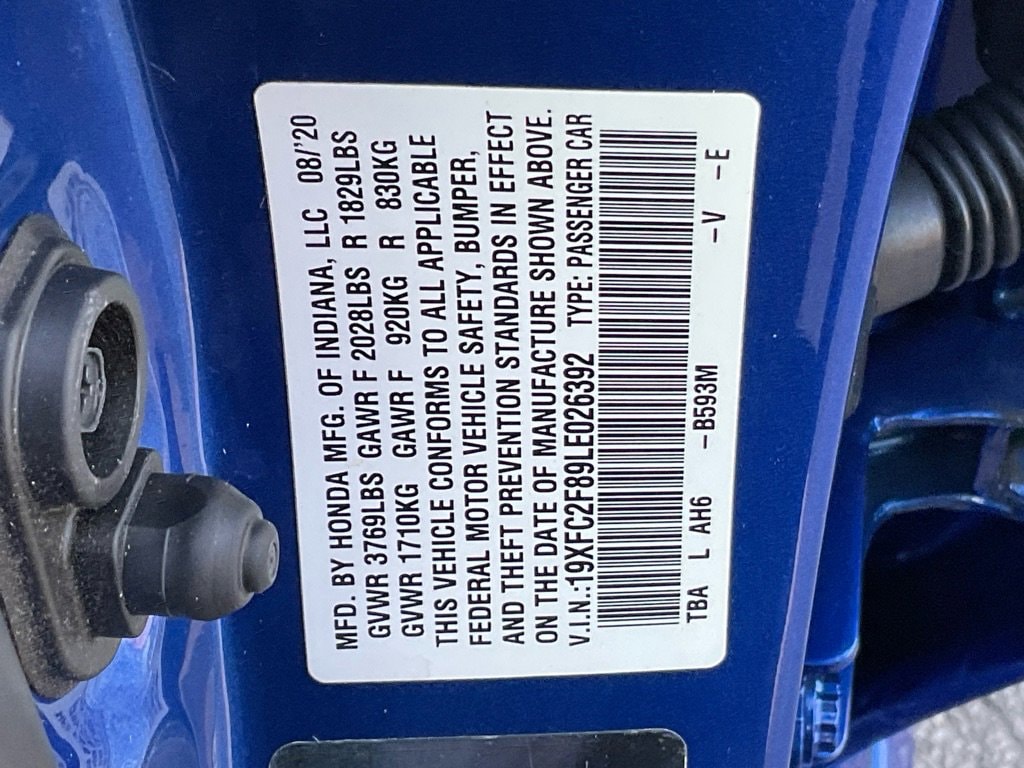 MFD. BY HONDA MFG. OF INDIANA, LLC 08/'20
GVWR 3769LBS GAWR F 2028LBS R 1829LBS
GVWR 1710KG GAWR F 920KG R 830KG
THIS VEHICLE CONFORMS TO ALL APPLICABLE
FEDERAL MOTOR VEHICLE SAFETY, BUMPER,
AND THEFT PREVENTION STANDARDS IN EFFECT
ON THE DATE OF MANUFACTURE SHOWN ABOVE.
V.I.N.:19XFC2F89LE026392 TYPE: PASSENGER CAR
TBA L AH6 -B593M -V -E